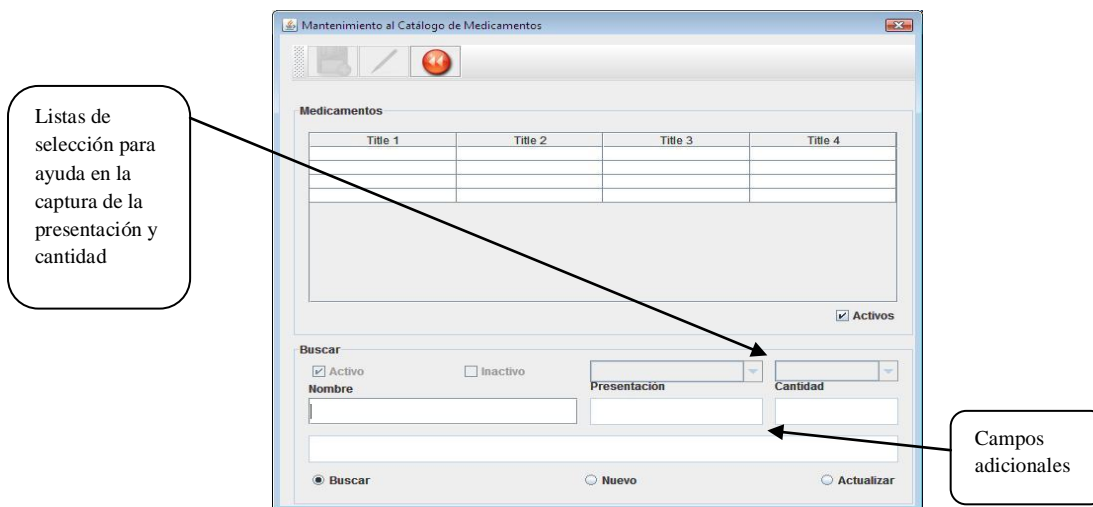 Mantenimiento al Catálogo de Medicamentos
Listas de
selección para
ayuda en la
captura de la
presentación y
cantidad
Medicamentos
Title 1 Title 2 Title 3 Title 4
Activos
Buscar
Activo Inactivo
Nombre Presentación Cantidad
Buscar Nuevo Actualizar
Campos
adicionales